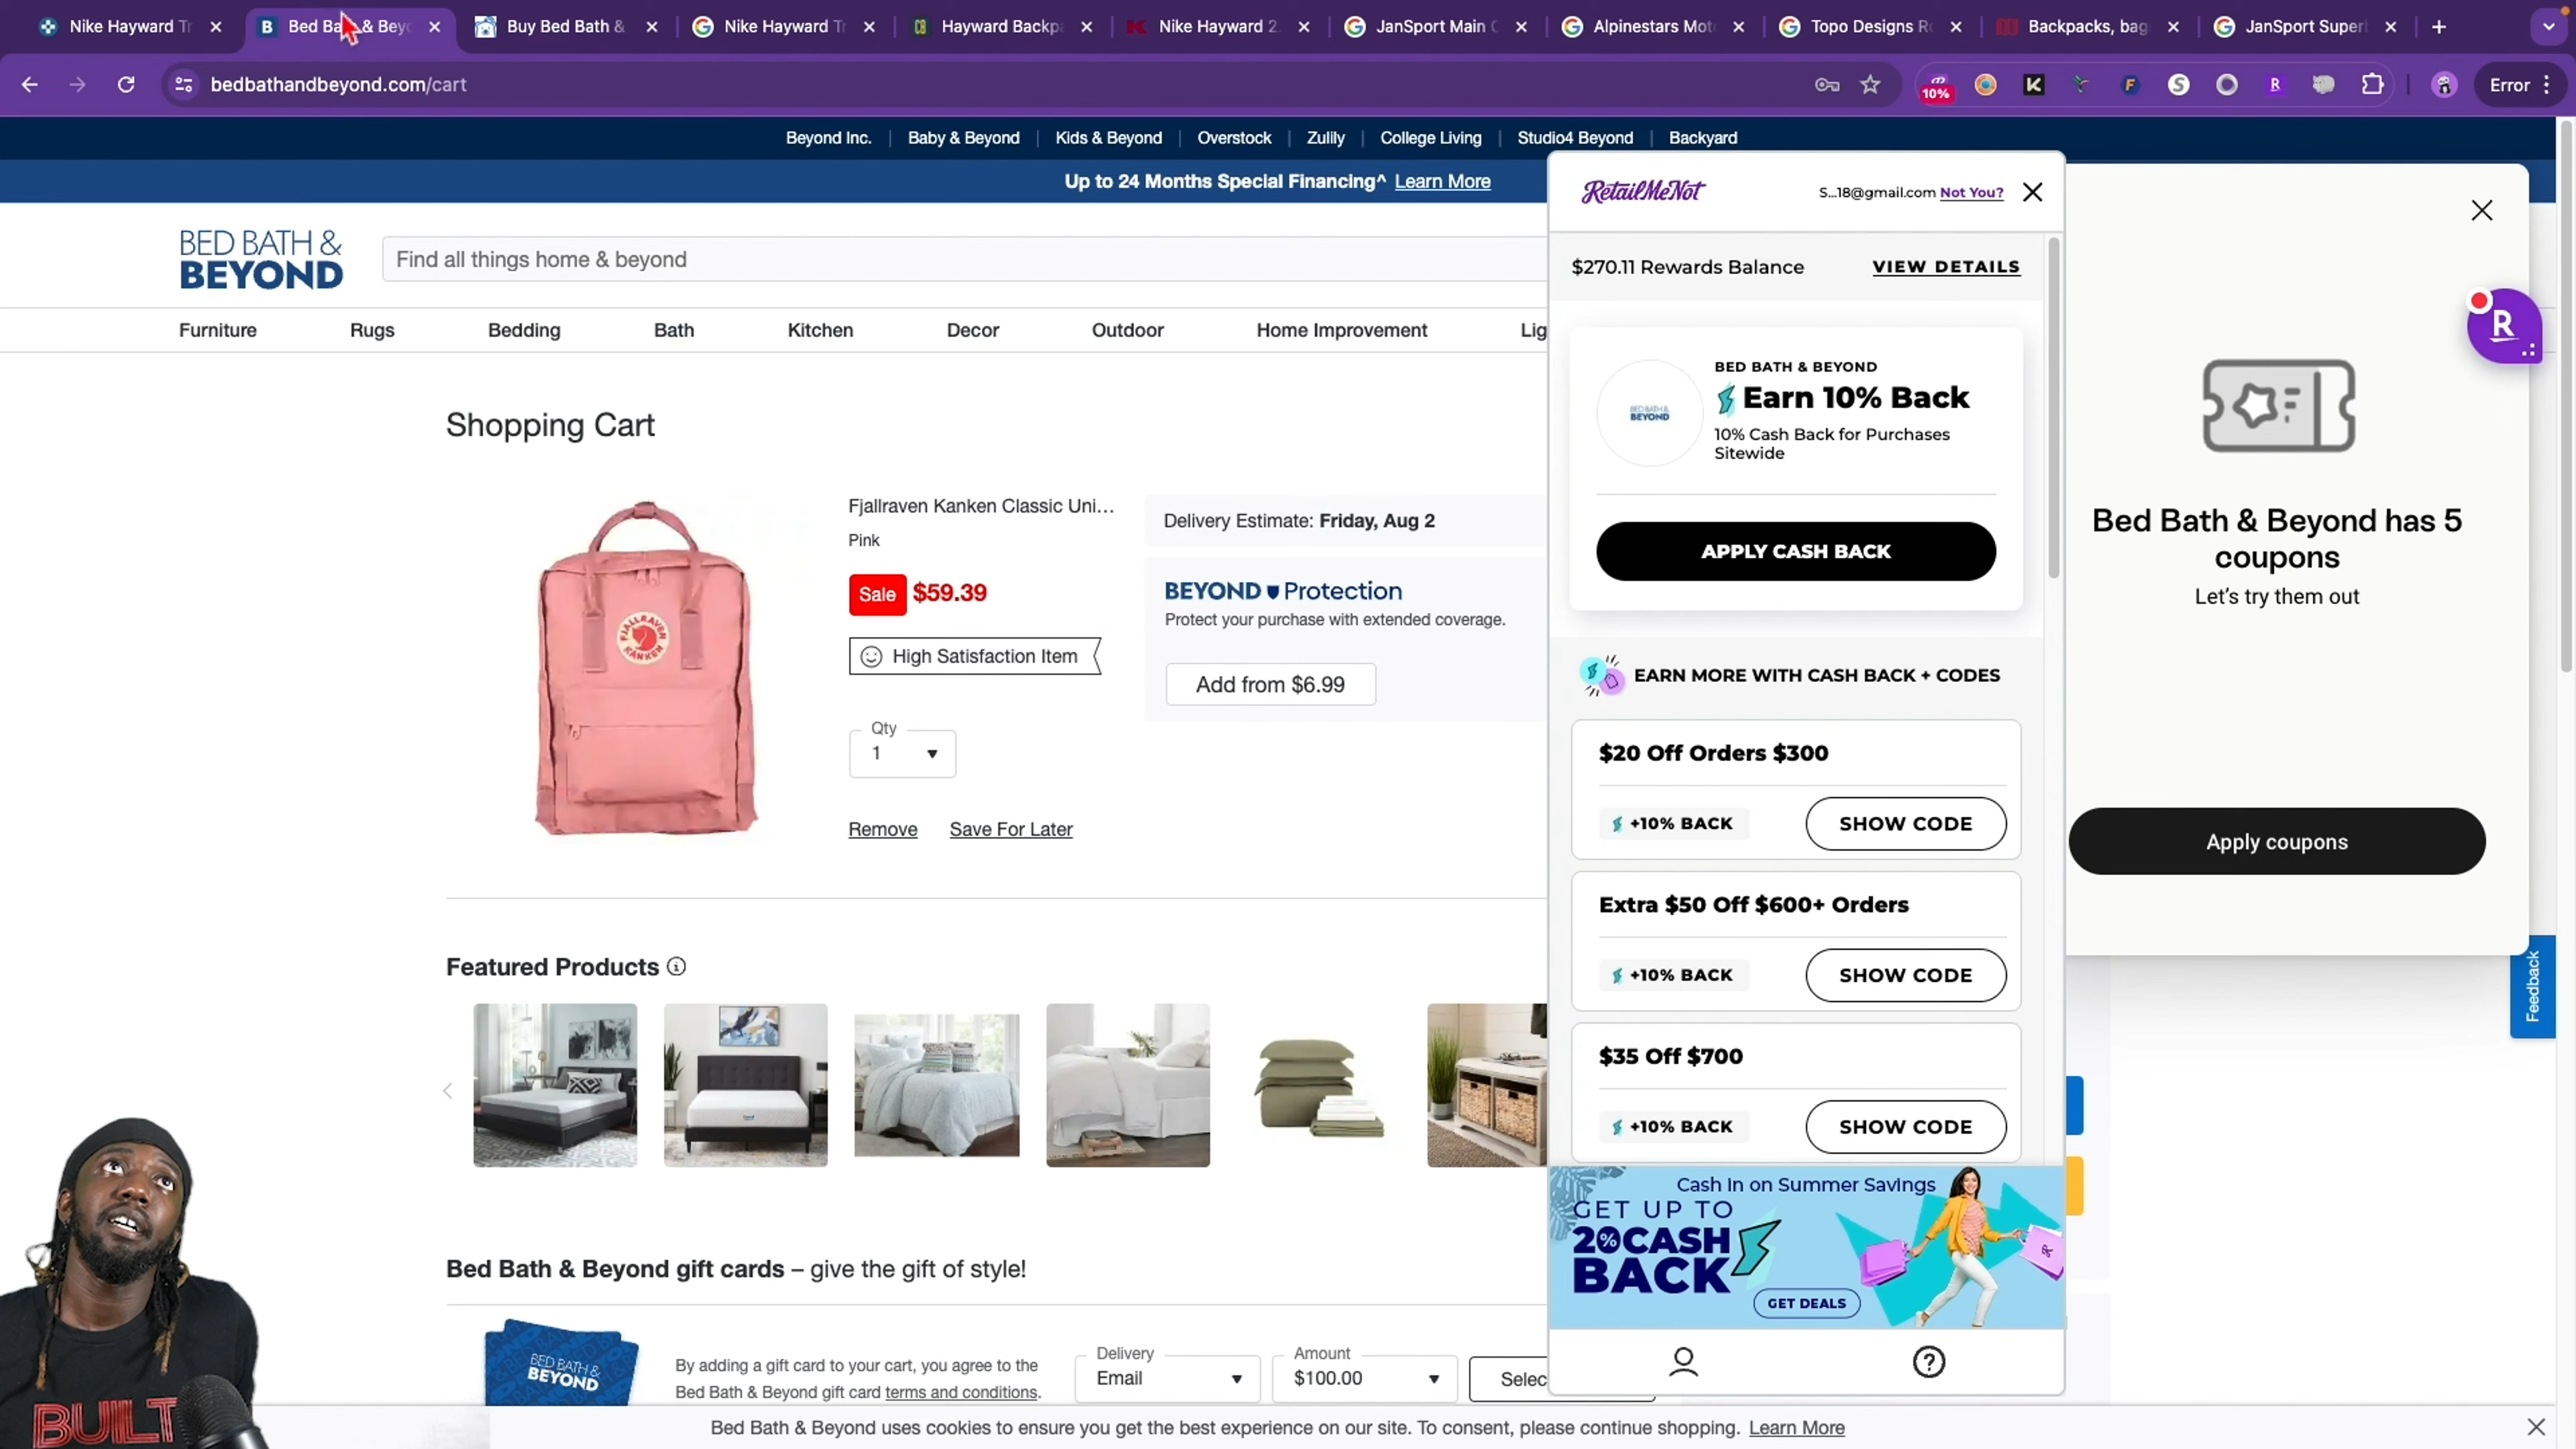 Nike Hayward Tr
Bed Ba & Beyo
Buy Bed Bath &
Nike Hayward Tr
Hayward Backpa
Nike Hayward 2.
JanSport Main C
Alpinestars Mot
Topo Designs Ro
Backpacks, bag
JanSport Superl
bedbathandbeyond.com/cart
10%
Error
Beyond Inc. | Baby & Beyond | Kids & Beyond | Overstock | Zulily | College Living | Studio4 Beyond | Backyard
Up to 24 Months Special Financing^ Learn More
BED BATH &
BEYOND
Find all things home & beyond
Furniture Rugs Bedding Bath Kitchen Decor Outdoor Home Improvement Lig
Shopping Cart
FJALLRAVEN
KANKEN
Fjallraven Kanken Classic Uni...
Pink
Sale $59.39
High Satisfaction Item
Qty
1
Remove Save For Later
Delivery Estimate: Friday, Aug 2
BEYOND Protection
Protect your purchase with extended coverage.
Add from $6.99
Featured Products
Bed Bath & Beyond gift cards – give the gift of style!
BED BATH &
BEYOND
By adding a gift card to your cart, you agree to the
Bed Bath & Beyond gift card terms and conditions.
Delivery
Email
Amount
$100.00
Selec
Bed Bath & Beyond uses cookies to ensure you get the best experience on our site. To consent, please continue shopping. Learn More
RetailMeNot
S...18@gmail.com Not You?
$270.11 Rewards Balance VIEW DETAILS
BED BATH &
BEYOND
BED BATH & BEYOND
Earn 10% Back
10% Cash Back for Purchases
Sitewide
APPLY CASH BACK
EARN MORE WITH CASH BACK + CODES
$20 Off Orders $300
+10% BACK SHOW CODE
Extra $50 Off $600+ Orders
+10% BACK SHOW CODE
$35 Off $700
+10% BACK SHOW CODE
Cash In on Summer Savings
GET UP TO
20% CASH
BACK
GET DEALS
R
Bed Bath & Beyond has 5
coupons
Let's try them out
Apply coupons
Feedback
BUILT